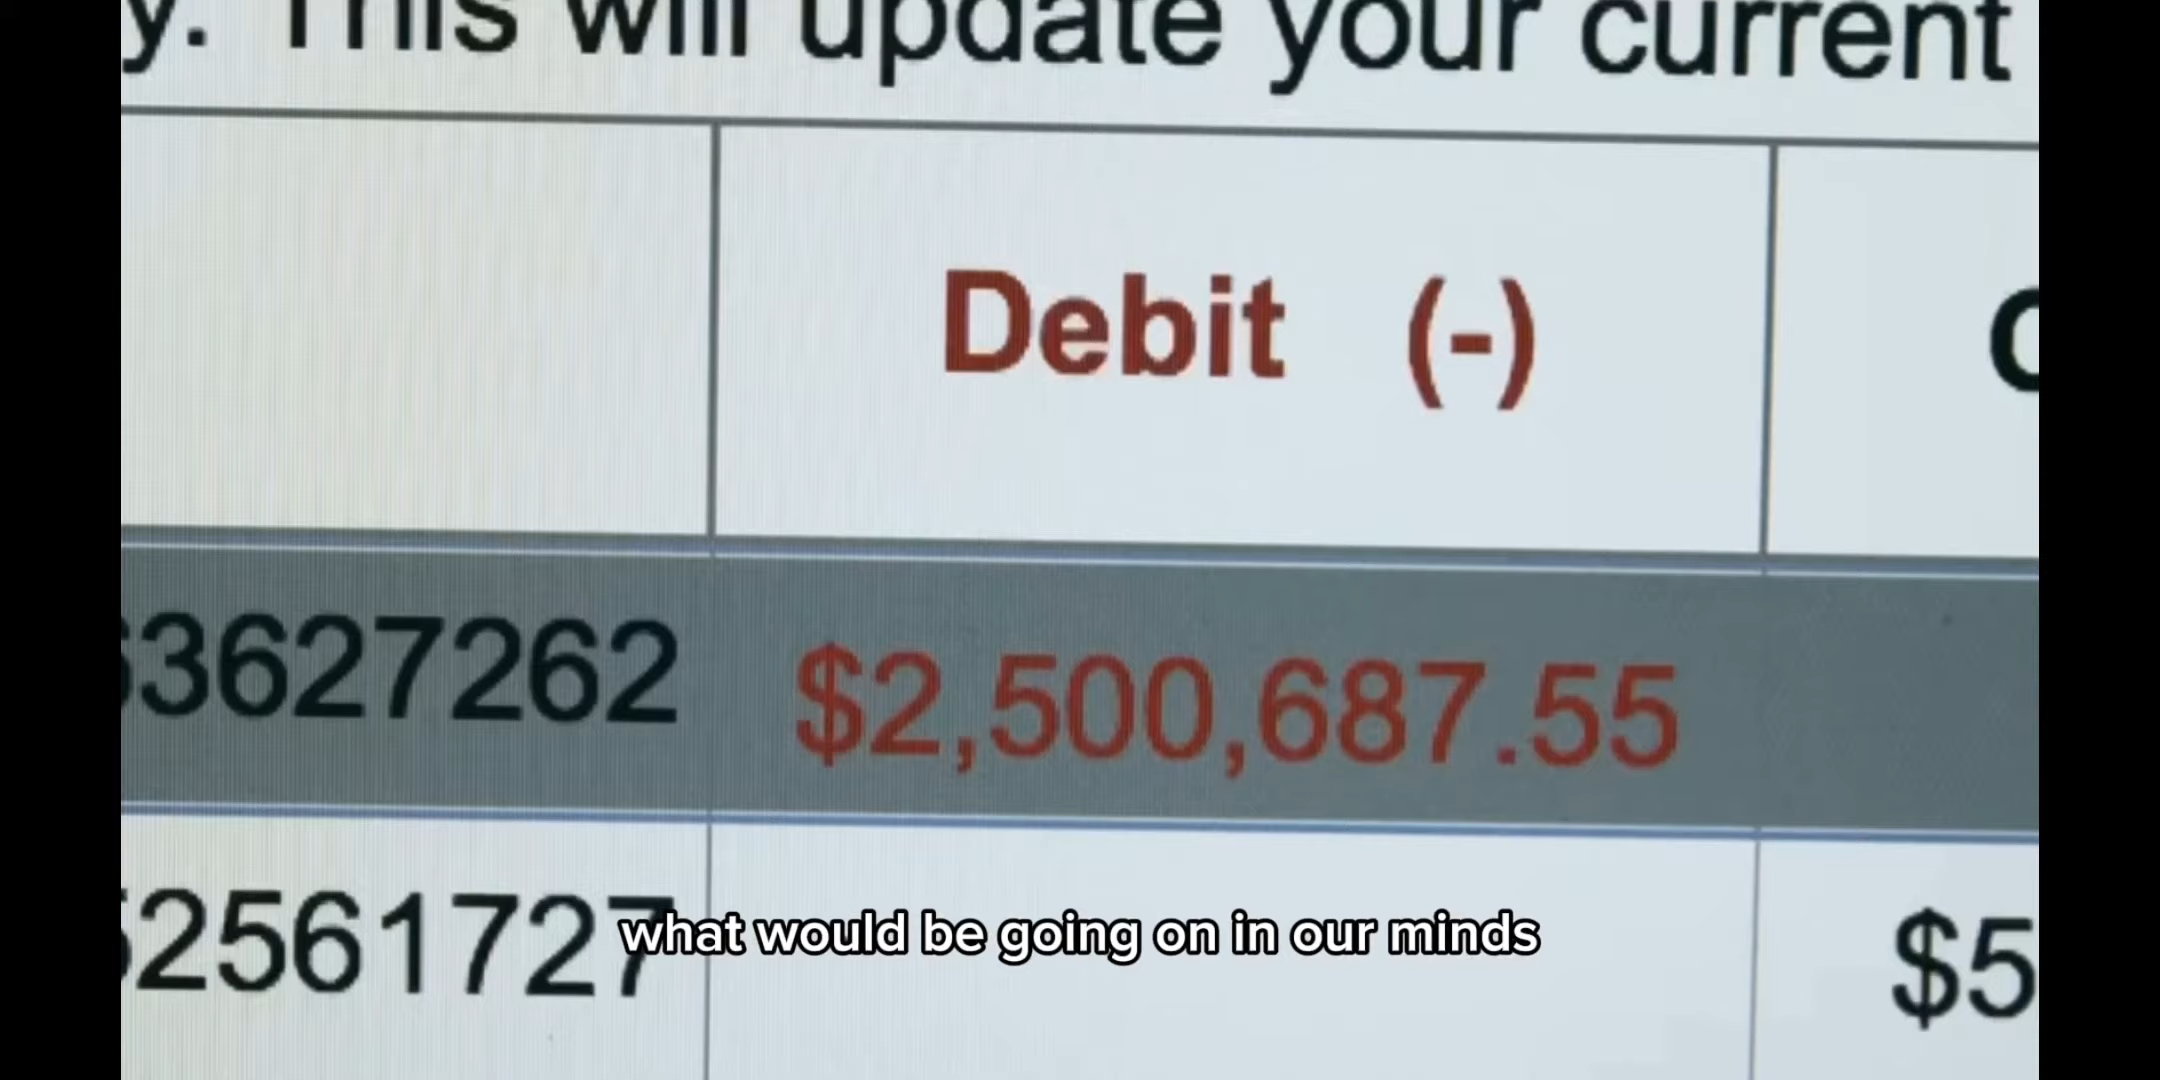 y. This will update your current
Debit (-)
3627262 $2,500,687.55
2561727 $5
what would be going on in our minds